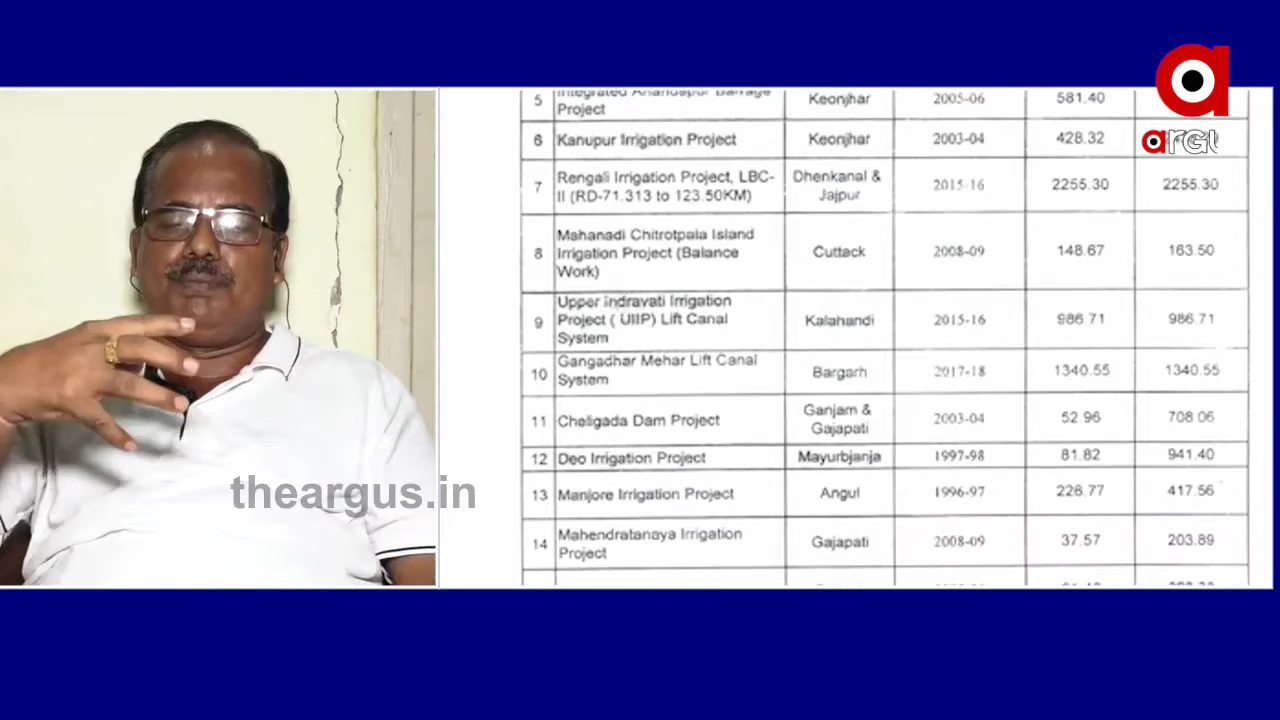 5 Integrated Anandapur Barrage Project Keonjhar 2005-06 581.40
6 Kanupur Irrigation Project Keonjhar 2003-04 428.32
7 Rengali Irrigation Project, LBC-II (RD-71.313 to 123.50KM) Dhenkanal & Jajpur 2015-16 2255.30 2255.30
8 Mahanadi Chitrotpala Island Irrigation Project (Balance Work) Cuttack 2008-09 148.67 163.50
9 Upper Indravati Irrigation Project ( UIIP) Lift Canal System Kalahandi 2015-16 986.71 986.71
10 Gangadhar Mehar Lift Canal System Bargarh 2017-18 1340.55 1340.55
11 Cheligada Dam Project Ganjam & Gajapati 2003-04 52.96 708.06
12 Deo Irrigation Project Mayurbjanja 1997-98 81.82 941.40
13 Manjore Irrigation Project Angul 1996-97 226.77 417.56
14 Mahendratanaya Irrigation Project Gajapati 2008-09 37.57 203.89
theargus.in